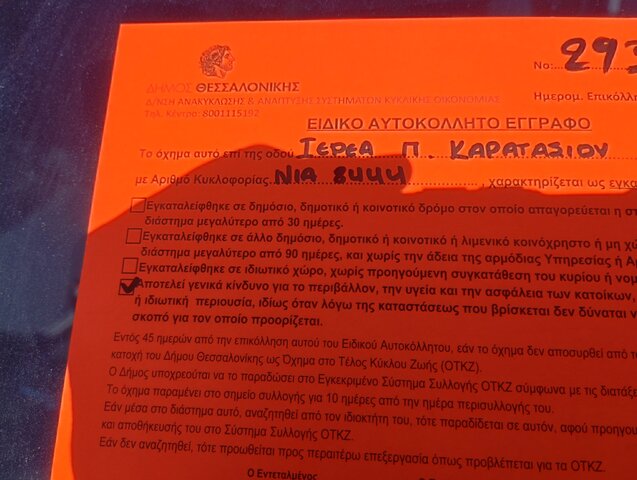 No:..........293
ΔΗΜΟΣ ΘΕΣΣΑΛΟΝΙΚΗΣ
Δ/ΝΣΗ ΑΝΑΚΥΚΛΩΣΗΣ & ΑΝΑΠΤΥΞΗΣ ΣΥΣΤΗΜΑΤΩΝ ΚΥΚΛΙΚΗΣ ΟΙΚΟΝΟΜΙΑΣ
Ημερομ. Επικόλλη
Τηλ. Κέντρο: 8001115192
ΕΙΔΙΚΟ ΑΥΤΟΚΟΛΛΗΤΟ ΕΓΓΡΑΦΟ
Το όχημα αυτό επί της οδού ΙΕΡΕΑ Π. ΚΑΡΑΤΑΣΙΟΥ
με Αριθμό Κυκλοφορίας ΝΙΑ 8444 , χαρακτηρίζεται ως εγκα
Εγκαταλείφθηκε σε δημόσιο, δημοτικό ή κοινοτικό δρόμο στον οποίο απαγορεύεται η στ
διάστημα μεγαλύτερο από 30 ημέρες.
Εγκαταλείφθηκε σε άλλο δημόσιο, δημοτικό ή κοινοτικό ή λιμενικό κοινόχρηστο ή μη χώ
διάστημα μεγαλύτερο από 90 ημέρες, και χωρίς την άδεια της αρμόδιας Υπηρεσίας ή Α
Εγκαταλείφθηκε σε ιδιωτικό χώρο, χωρίς προηγούμενη συγκατάθεση του κυρίου ή νομ
Αποτελεί γενικά κίνδυνο για το περιβάλλον, την υγεία και την ασφάλεια των κατοίκων,
ή ιδιωτική περιουσία, ιδίως όταν λόγω της καταστάσεως που βρίσκεται δεν δύναται ν
σκοπό για τον οποίο προορίζεται.
Εντός 45 ημερών από την επικόλληση αυτού του Ειδικού Αυτοκόλλητου, εάν το όχημα δεν αποσυρθεί από τ
κατοχή του Δήμου Θεσσαλονίκης ως Όχημα στο Τέλος Κύκλου Ζωής (ΟΤΚΖ).
Ο Δήμος υποχρεούται να το παραδώσει στο Εγκεκριμένο Σύστημα Συλλογής ΟΤΚΖ σύμφωνα με τις διατάξε
Το όχημα παραμένει στο σημείο συλλογής για 10 ημέρες από την ημέρα περισυλλογής του.
Εάν μέσα στο διάστημα αυτό, αναζητηθεί από τον ιδιοκτήτη του, τότε παραδίδεται σε αυτόν, αφού προηγου
και αποθήκευσής του στο Σύστημα Συλλογής ΟΤΚΖ.
Εάν δεν αναζητηθεί, τότε προωθείται προς περαιτέρω επεξεργασία όπως προβλέπεται για τα ΟΤΚΖ.
Ο Εντεταλμένος